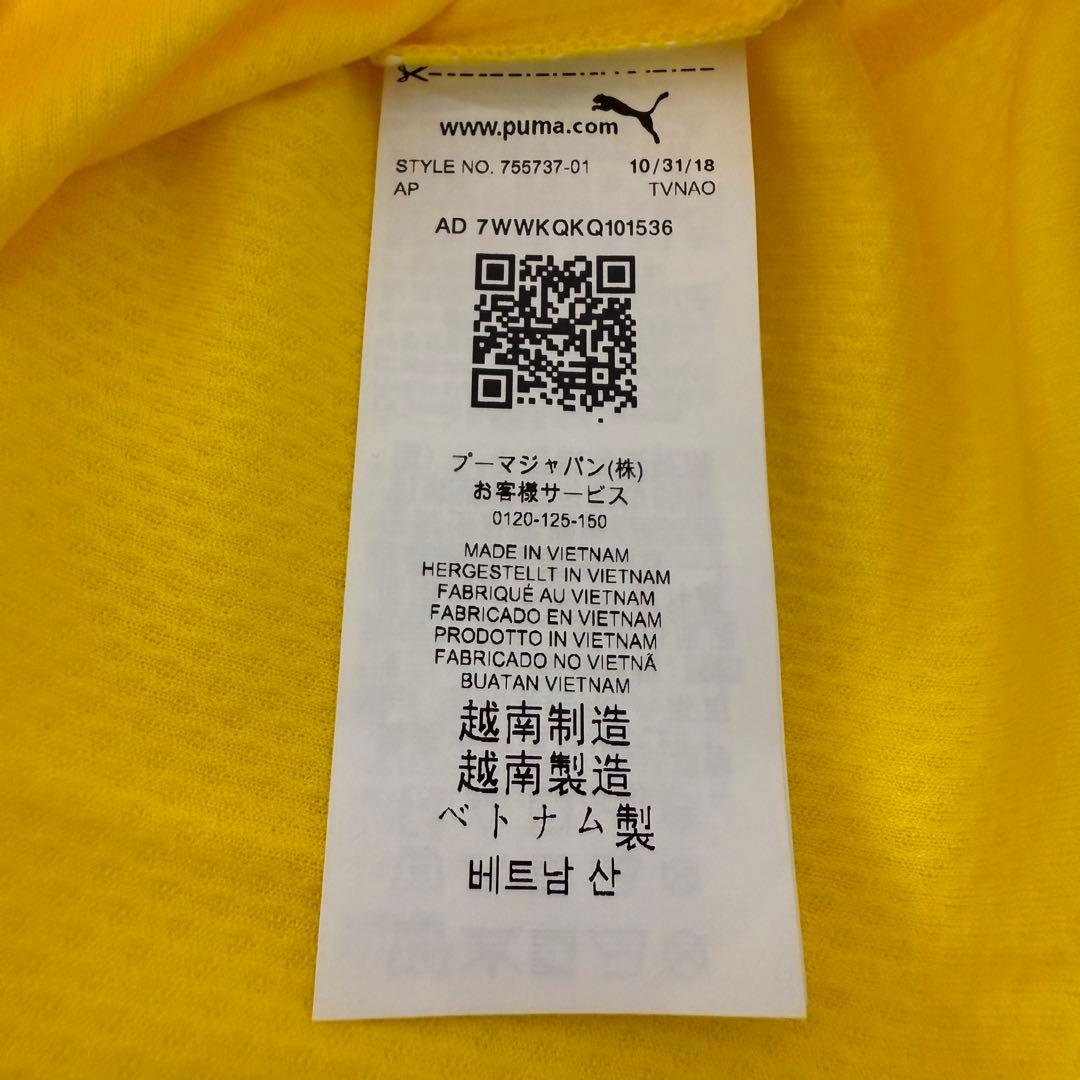 www.puma.com
STYLE NO. 755737-01 10/31/18
AP TVNAO
AD 7WWKQKQ101536
プーマジャパン(株)
お客様サービス
0120-125-150
MADE IN VIETNAM
HERGESTELLT IN VIETNAM
FABRIQUÉ AU VIETNAM
FABRICADO EN VIETNAM
PRODOTTO IN VIETNAM
FABRICADO NO VIETNÃ
BUATAN VIETNAM
越南制造
越南製造
ベトナム製
베트남 산